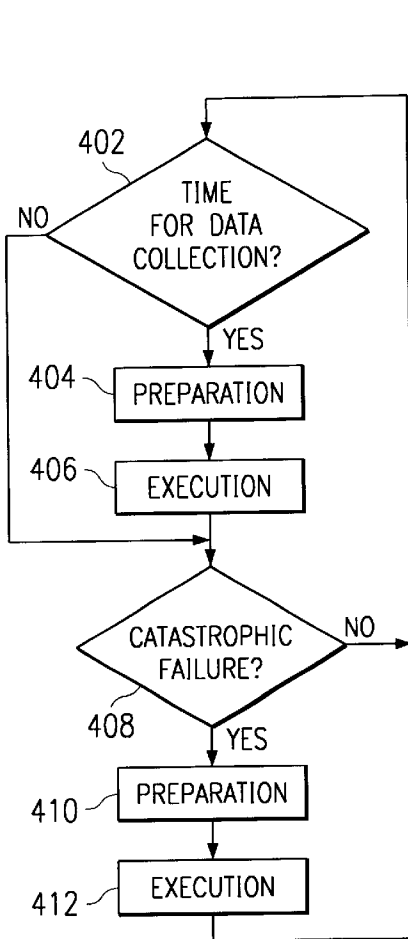 402
TIME
FOR DATA
COLLECTION?
NO
YES
404
PREPARATION
406
EXECUTION
CATASTROPHIC
FAILURE?
NO
408
YES
410
PREPARATION
412
EXECUTION